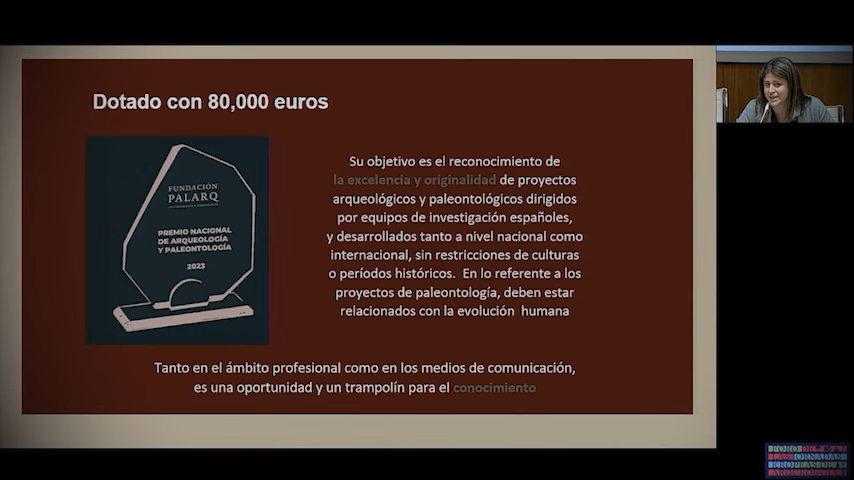 Dotado con 80,000 euros
FUNDACIÓN
PALARQ
PREMIO NACIONAL
DE ARQUEOLOGÍA
Y PALEONTOLOGÍA
2023
Su objetivo es el reconocimiento de
la excelencia y originalidad de proyectos
arqueológicos y paleontológicos dirigidos
por equipos de investigación españoles,
y desarrollados tanto a nivel nacional como
internacional, sin restricciones de culturas
o períodos históricos. En lo referente a los
proyectos de paleontología, deben estar
relacionados con la evolución humana
Tanto en el ámbito profesional como en los medios de comunicación,
es una oportunidad y un trampolín para el conocimiento